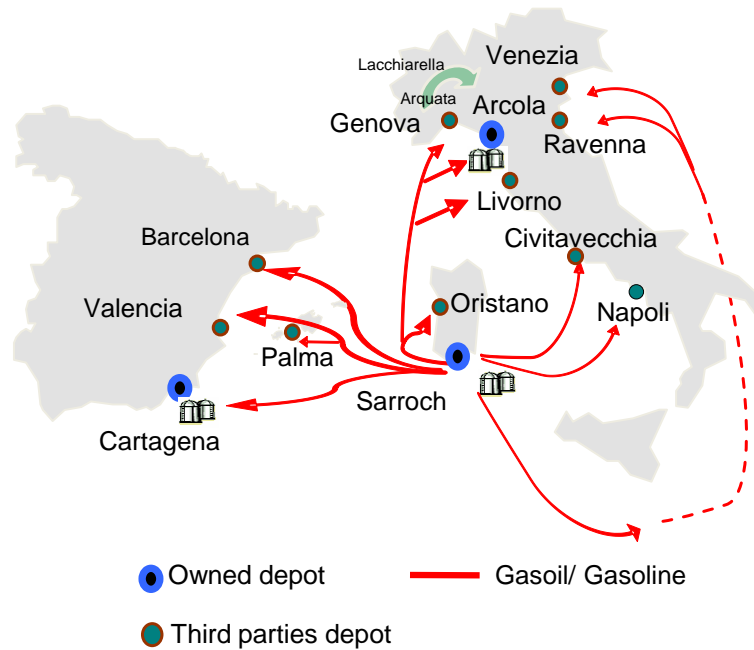 Venezia
Lacchiarella
Arquata
Arcola
Genova
Ravenna
Livorno
Barcelona
Civitavecchia
Valencia
Oristano
Napoli
Palma
Sarroch
Cartagena
Owned depot
Gasoil/ Gasoline
Third parties depot